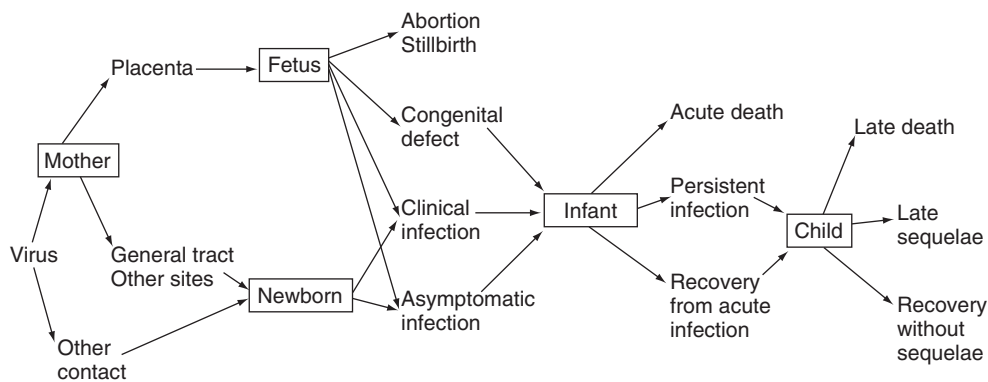 Abortion
Stillbirth
Placenta
Fetus
Congenital
defect
Acute death
Late death
Mother
Clinical
infection
Infant
Persistent
infection
Child
Late
sequelae
Virus
General tract
Other sites
Newborn
Asymptomatic
infection
Recovery
from acute
infection
Recovery
without
sequelae
Other
contact